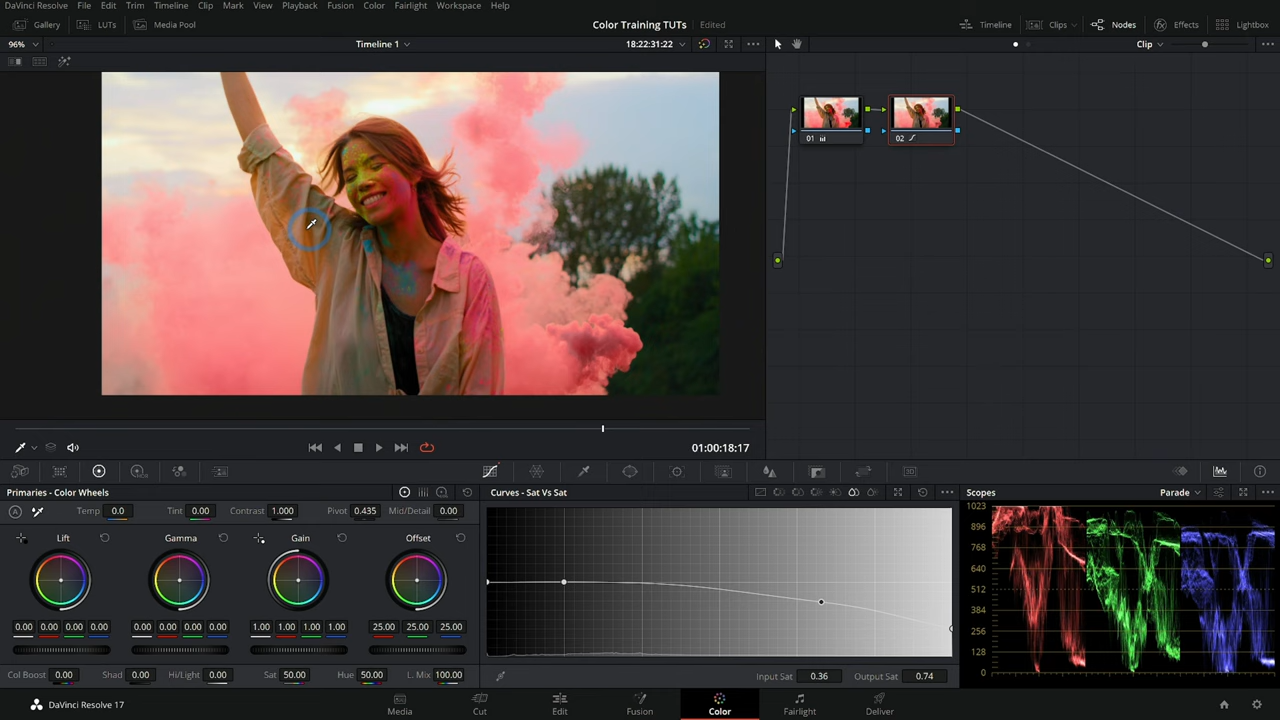 DaVinci Resolve File Edit Trim Timeline Clip Mark View Playback Fusion Color Fairlight Workspace Help
Gallery LUTs Media Pool Color Training TUTs Edited Timeline Clips Nodes Effects Lightbox
96% Timeline 1 18:22:31:22 Clip
01 02
01:00:18:17
Primaries - Color Wheels Curves - Sat Vs Sat Scopes Parade
Temp 0.0 Tint 0.00 Contrast 1.000 Pivot 0.435 Mid/Detail 0.00
Lift Gamma Gain Offset
0.00 0.00 0.00 0.00 0.00 0.00 0.00 0.00 1.00 1.00 1.00 1.00 25.00 25.00 25.00
Col Boost 0.00 Shad 0.00 Hi/Light 0.00 Sat 50.00 Hue 50.00 L. Mix 100.00
Input Sat 0.36 Output Sat 0.74
1023
896
768
640
512
384
256
128
0
DaVinci Resolve 17 Media Cut Edit Fusion Color Fairlight Deliver